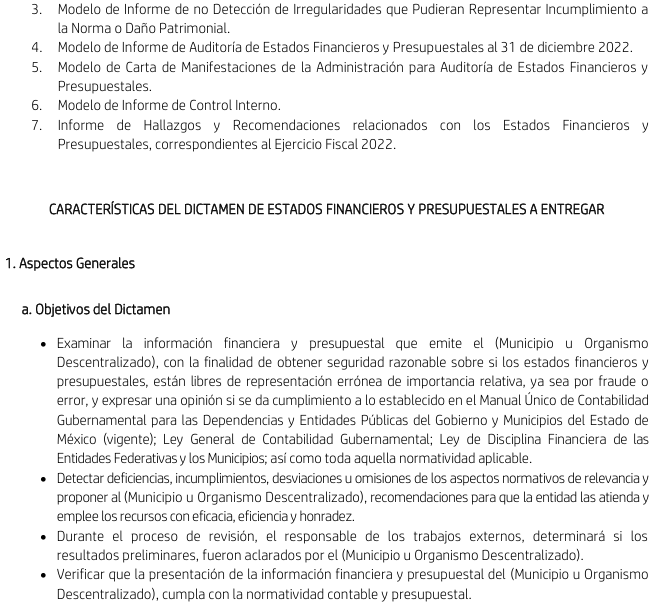 3. Modelo de Informe de no Detección de Irregularidades que Pudieran Representar Incumplimiento a
la Norma o Daño Patrimonial.
4. Modelo de Informe de Auditoría de Estados Financieros y Presupuestales al 31 de diciembre 2022.
5. Modelo de Carta de Manifestaciones de la Administración para Auditoría de Estados Financieros y
Presupuestales.
6. Modelo de Informe de Control Interno.
7. Informe de Hallazgos y Recomendaciones relacionados con los Estados Financieros y
Presupuestales, correspondientes al Ejercicio Fiscal 2022.
CARACTERÍSTICAS DEL DICTAMEN DE ESTADOS FINANCIEROS Y PRESUPUESTALES A ENTREGAR
1. Aspectos Generales
a. Objetivos del Dictamen
• Examinar la información financiera y presupuestal que emite el (Municipio u Organismo
Descentralizado), con la finalidad de obtener seguridad razonable sobre si los estados financieros y
presupuestales, están libres de representación errónea de importancia relativa, ya sea por fraude o
error, y expresar una opinión si se da cumplimiento a lo establecido en el Manual Único de Contabilidad
Gubernamental para las Dependencias y Entidades Públicas del Gobierno y Municipios del Estado de
México (vigente); Ley General de Contabilidad Gubernamental; Ley de Disciplina Financiera de las
Entidades Federativas y los Municipios; así como toda aquella normatividad aplicable.
• Detectar deficiencias, incumplimientos, desviaciones u omisiones de los aspectos normativos de relevancia y
proponer al (Municipio u Organismo Descentralizado), recomendaciones para que la entidad las atienda y
emplee los recursos con eficacia, eficiencia y honradez.
• Durante el proceso de revisión, el responsable de los trabajos externos, determinará si los
resultados preliminares, fueron aclarados por el (Municipio u Organismo Descentralizado).
• Verificar que la presentación de la información financiera y presupuestal del (Municipio u Organismo
Descentralizado), cumpla con la normatividad contable y presupuestal.